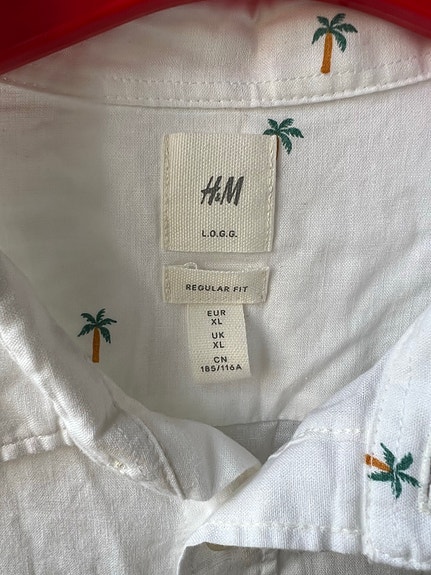 H&M
L.O.G.G.
REGULAR FIT
EUR
XL
UK
XL
CN
185/116A